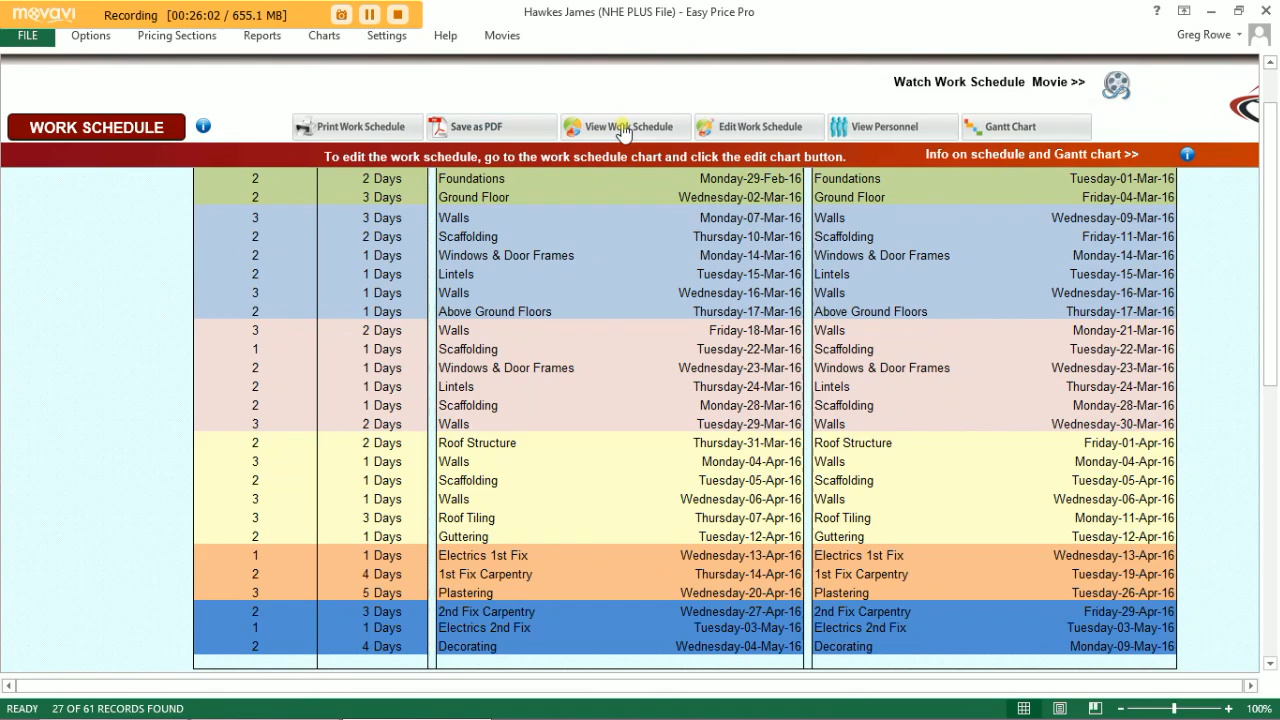 movavi Recording [00:26:02 / 655.1 MB]
Hawkes James (NHE PLUS File) - Easy Price Pro
FILE Options Pricing Sections Reports Charts Settings Help Movies Greg Rowe
Watch Work Schedule Movie >>
WORK SCHEDULE Print Work Schedule Save as PDF View Work Schedule Edit Work Schedule View Personnel Gantt Chart
To edit the work schedule, go to the work schedule chart and click the edit chart button. Info on schedule and Gantt chart >>
2 2 Days Foundations Monday-29-Feb-16 Foundations Tuesday-01-Mar-16
2 3 Days Ground Floor Wednesday-02-Mar-16 Ground Floor Friday-04-Mar-16
3 3 Days Walls Monday-07-Mar-16 Walls Wednesday-09-Mar-16
2 2 Days Scaffolding Thursday-10-Mar-16 Scaffolding Friday-11-Mar-16
2 1 Days Windows & Door Frames Monday-14-Mar-16 Windows & Door Frames Monday-14-Mar-16
2 1 Days Lintels Tuesday-15-Mar-16 Lintels Tuesday-15-Mar-16
3 1 Days Walls Wednesday-16-Mar-16 Walls Wednesday-16-Mar-16
2 1 Days Above Ground Floors Thursday-17-Mar-16 Above Ground Floors Thursday-17-Mar-16
3 2 Days Walls Friday-18-Mar-16 Walls Monday-21-Mar-16
1 1 Days Scaffolding Tuesday-22-Mar-16 Scaffolding Tuesday-22-Mar-16
2 1 Days Windows & Door Frames Wednesday-23-Mar-16 Windows & Door Frames Wednesday-23-Mar-16
2 1 Days Lintels Thursday-24-Mar-16 Lintels Thursday-24-Mar-16
2 1 Days Scaffolding Monday-28-Mar-16 Scaffolding Monday-28-Mar-16
3 2 Days Walls Tuesday-29-Mar-16 Walls Wednesday-30-Mar-16
2 2 Days Roof Structure Thursday-31-Mar-16 Roof Structure Friday-01-Apr-16
3 1 Days Walls Monday-04-Apr-16 Walls Monday-04-Apr-16
2 1 Days Scaffolding Tuesday-05-Apr-16 Scaffolding Tuesday-05-Apr-16
3 1 Days Walls Wednesday-06-Apr-16 Walls Wednesday-06-Apr-16
3 3 Days Roof Tiling Thursday-07-Apr-16 Roof Tiling Monday-11-Apr-16
2 1 Days Guttering Tuesday-12-Apr-16 Guttering Tuesday-12-Apr-16
1 1 Days Electrics 1st Fix Wednesday-13-Apr-16 Electrics 1st Fix Wednesday-13-Apr-16
2 4 Days 1st Fix Carpentry Thursday-14-Apr-16 1st Fix Carpentry Tuesday-19-Apr-16
3 5 Days Plastering Wednesday-20-Apr-16 Plastering Tuesday-26-Apr-16
2 3 Days 2nd Fix Carpentry Wednesday-27-Apr-16 2nd Fix Carpentry Friday-29-Apr-16
1 1 Days Electrics 2nd Fix Tuesday-03-May-16 Electrics 2nd Fix Tuesday-03-May-16
2 4 Days Decorating Wednesday-04-May-16 Decorating Monday-09-May-16
READY 27 OF 61 RECORDS FOUND 100%